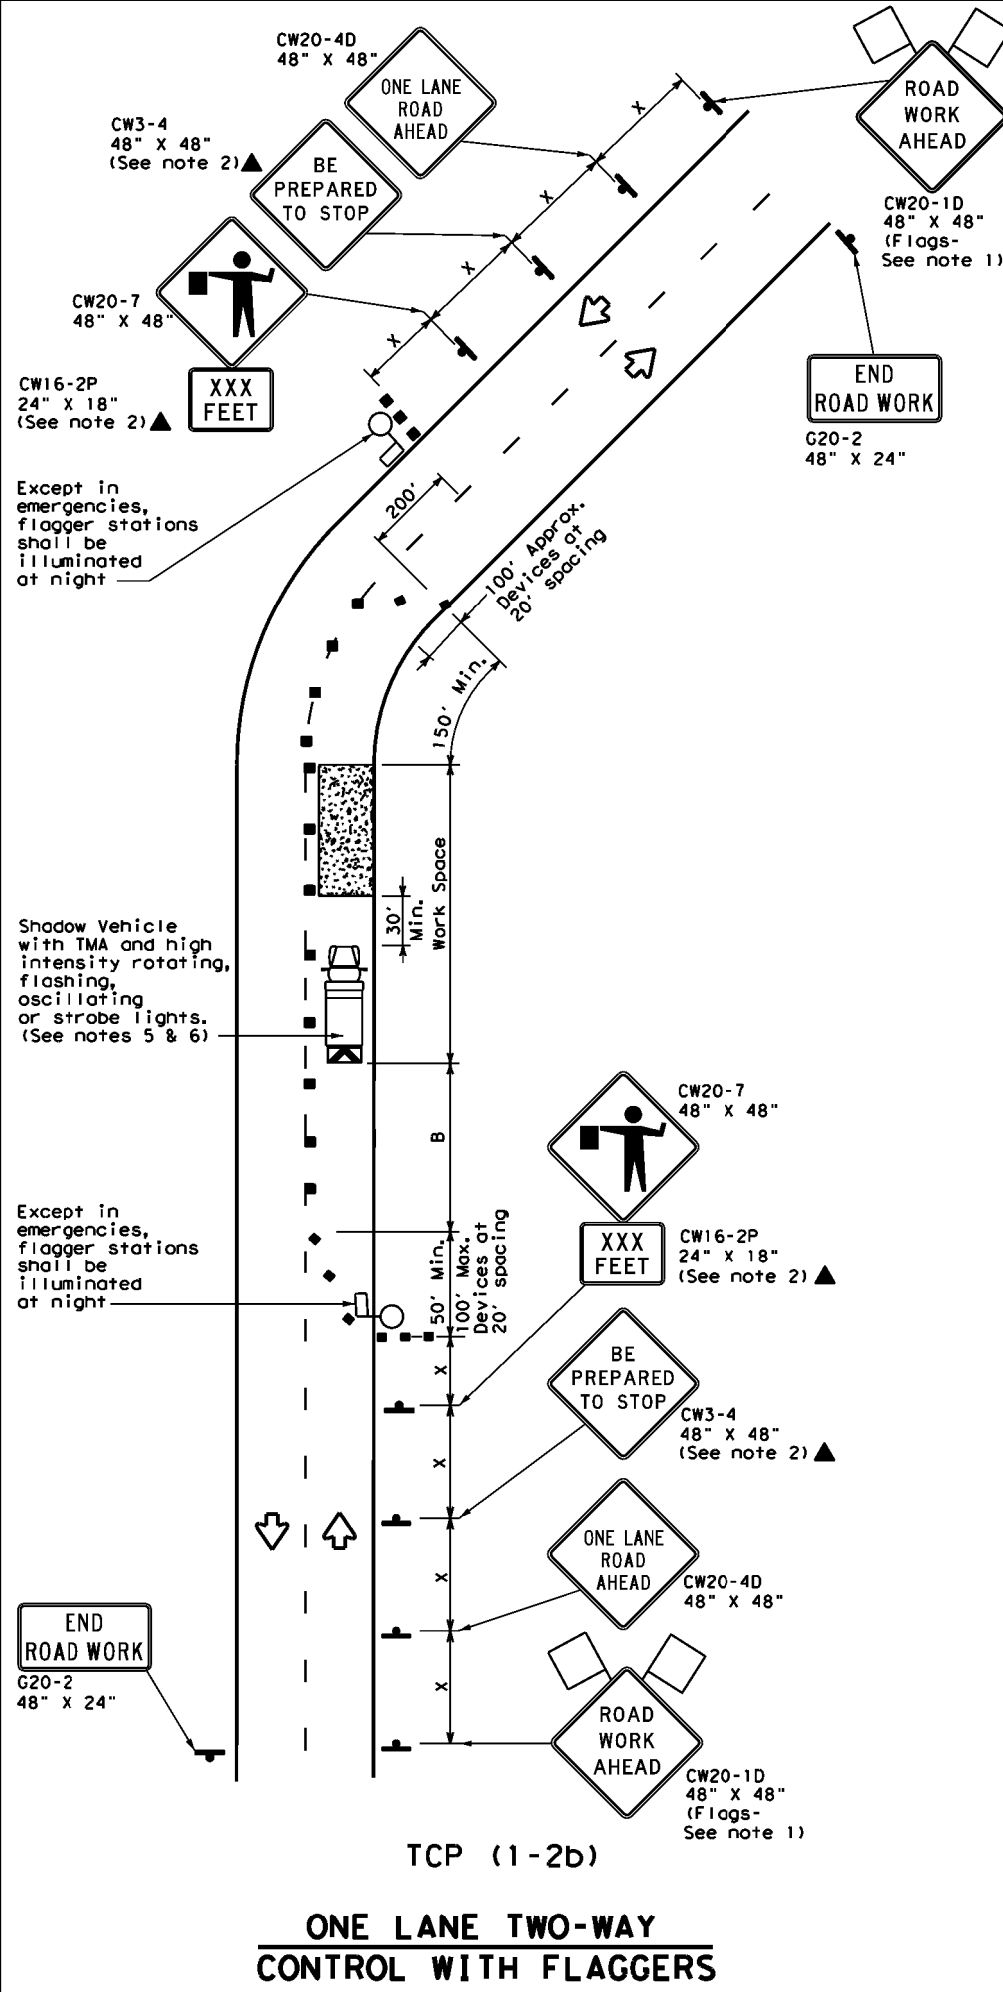 CW20-4D
48" X 48"
ONE LANE
ROAD
AHEAD
ROAD
WORK
AHEAD
CW20-1D
48" X 48"
(Flags-
See note 1)
CW3-4
48" X 48"
(See note 2)
BE
PREPARED
TO STOP
X
X
X
X
CW20-7
48" X 48"
CW16-2P
24" X 18"
(See note 2)
XXX
FEET
END
ROAD WORK
G20-2
48" X 24"
Except in
emergencies,
flagger stations
shall be
illuminated
at night
200'
100' Approx.
Devices at
20' spacing
150' Min.
Work Space
30'
Min.
Shadow Vehicle
with TMA and high
intensity rotating,
flashing,
oscillating
or strobe lights.
(See notes 5 & 6)
B
CW20-7
48" X 48"
XXX
FEET
CW16-2P
24" X 18"
(See note 2)
Except in
emergencies,
flagger stations
shall be
illuminated
at night
50' Min.
100' Max.
Devices at
20' spacing
X
BE
PREPARED
TO STOP
CW3-4
48" X 48"
(See note 2)
X
ONE LANE
ROAD
AHEAD
CW20-4D
48" X 48"
X
END
ROAD WORK
G20-2
48" X 24"
X
ROAD
WORK
AHEAD
CW20-1D
48" X 48"
(Flags-
See note 1)
TCP (1-2b)
ONE LANE TWO-WAY
CONTROL WITH FLAGGERS